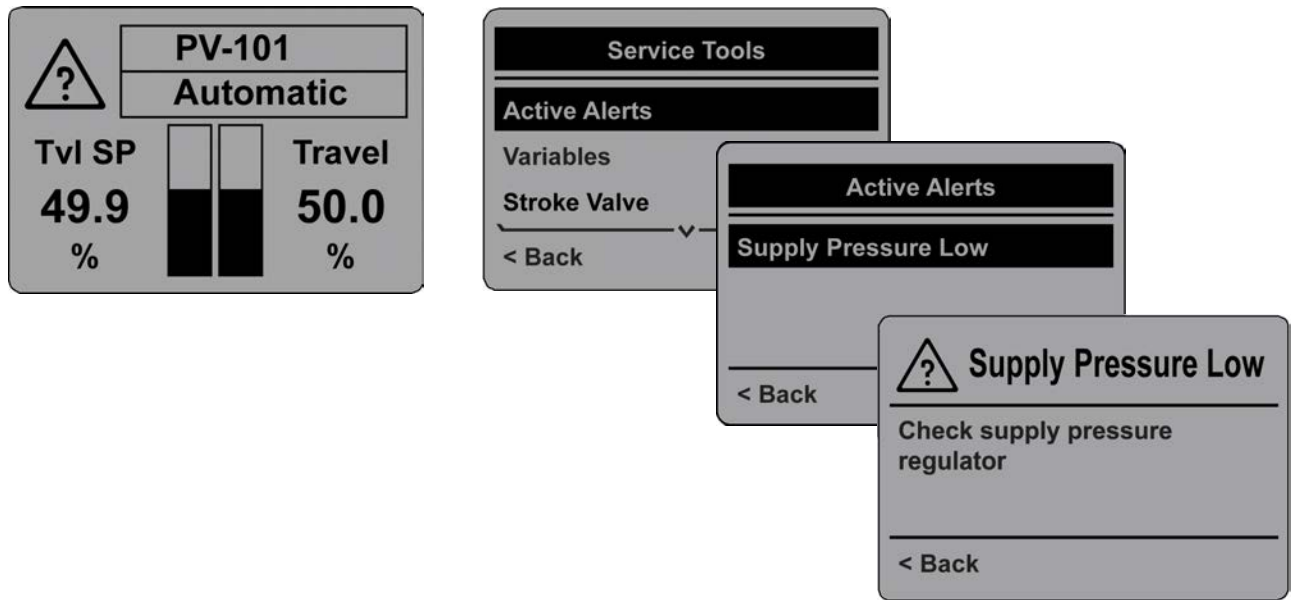 PV-101
Automatic
Tvl SP
49.9
%
Travel
50.0
%
Service Tools
Active Alerts
Variables
Stroke Valve
< Back
Active Alerts
Supply Pressure Low
< Back
? Supply Pressure Low
Check supply pressure
regulator
< Back